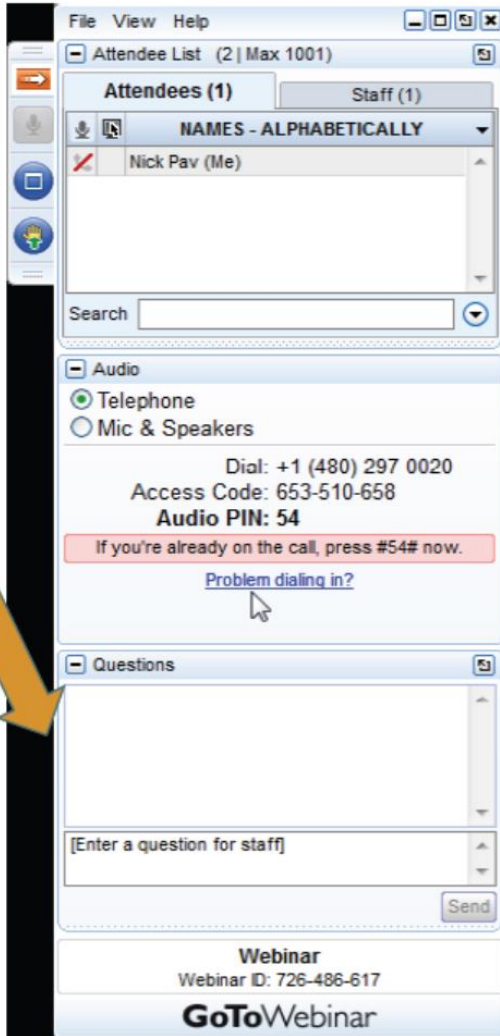 File View Help
Attendee List (2 | Max 1001)
Attendees (1) Staff (1)
NAMES - ALPHABETICALLY
Nick Pav (Me)
Search
Audio
Telephone
Mic & Speakers
Dial: +1 (480) 297 0020
Access Code: 653-510-658
Audio PIN: 54
If you're already on the call, press #54# now.
Problem dialing in?
Questions
[Enter a question for staff]
Send
Webinar
Webinar ID: 726-486-617
GoToWebinar